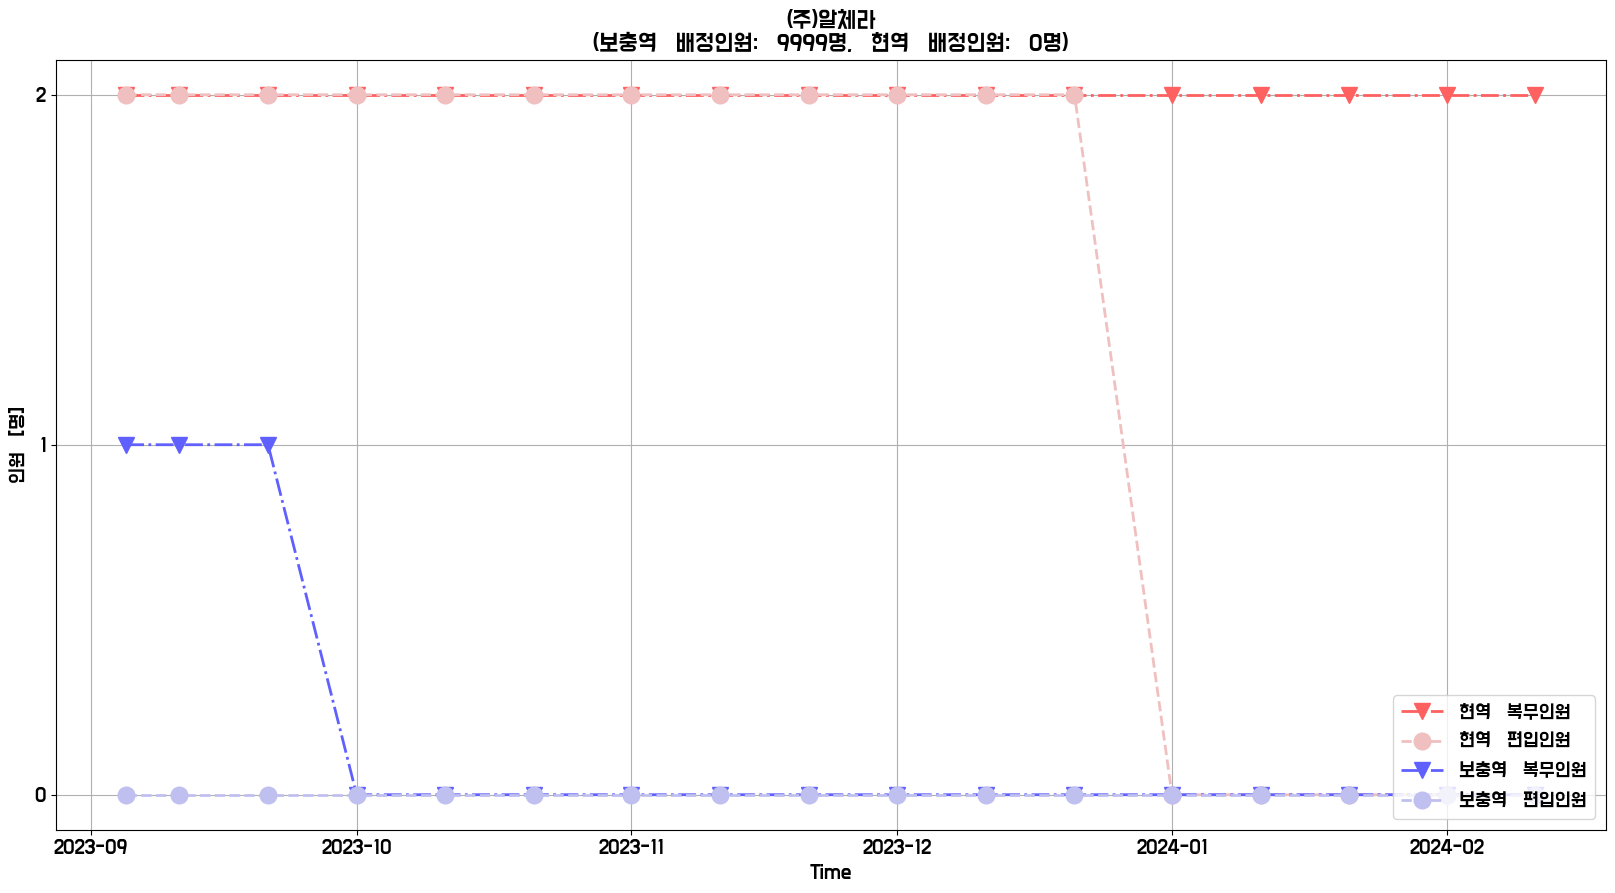 (주)알체라
(보충역 배정인원: 9999명, 현역 배정인원: 0명)
인원 [명]
2
1
0
2023-09 2023-10 2023-11 2023-12 2024-01 2024-02
Time
현역 복무인원
현역 편입인원
보충역 복무인원
보충역 편입인원